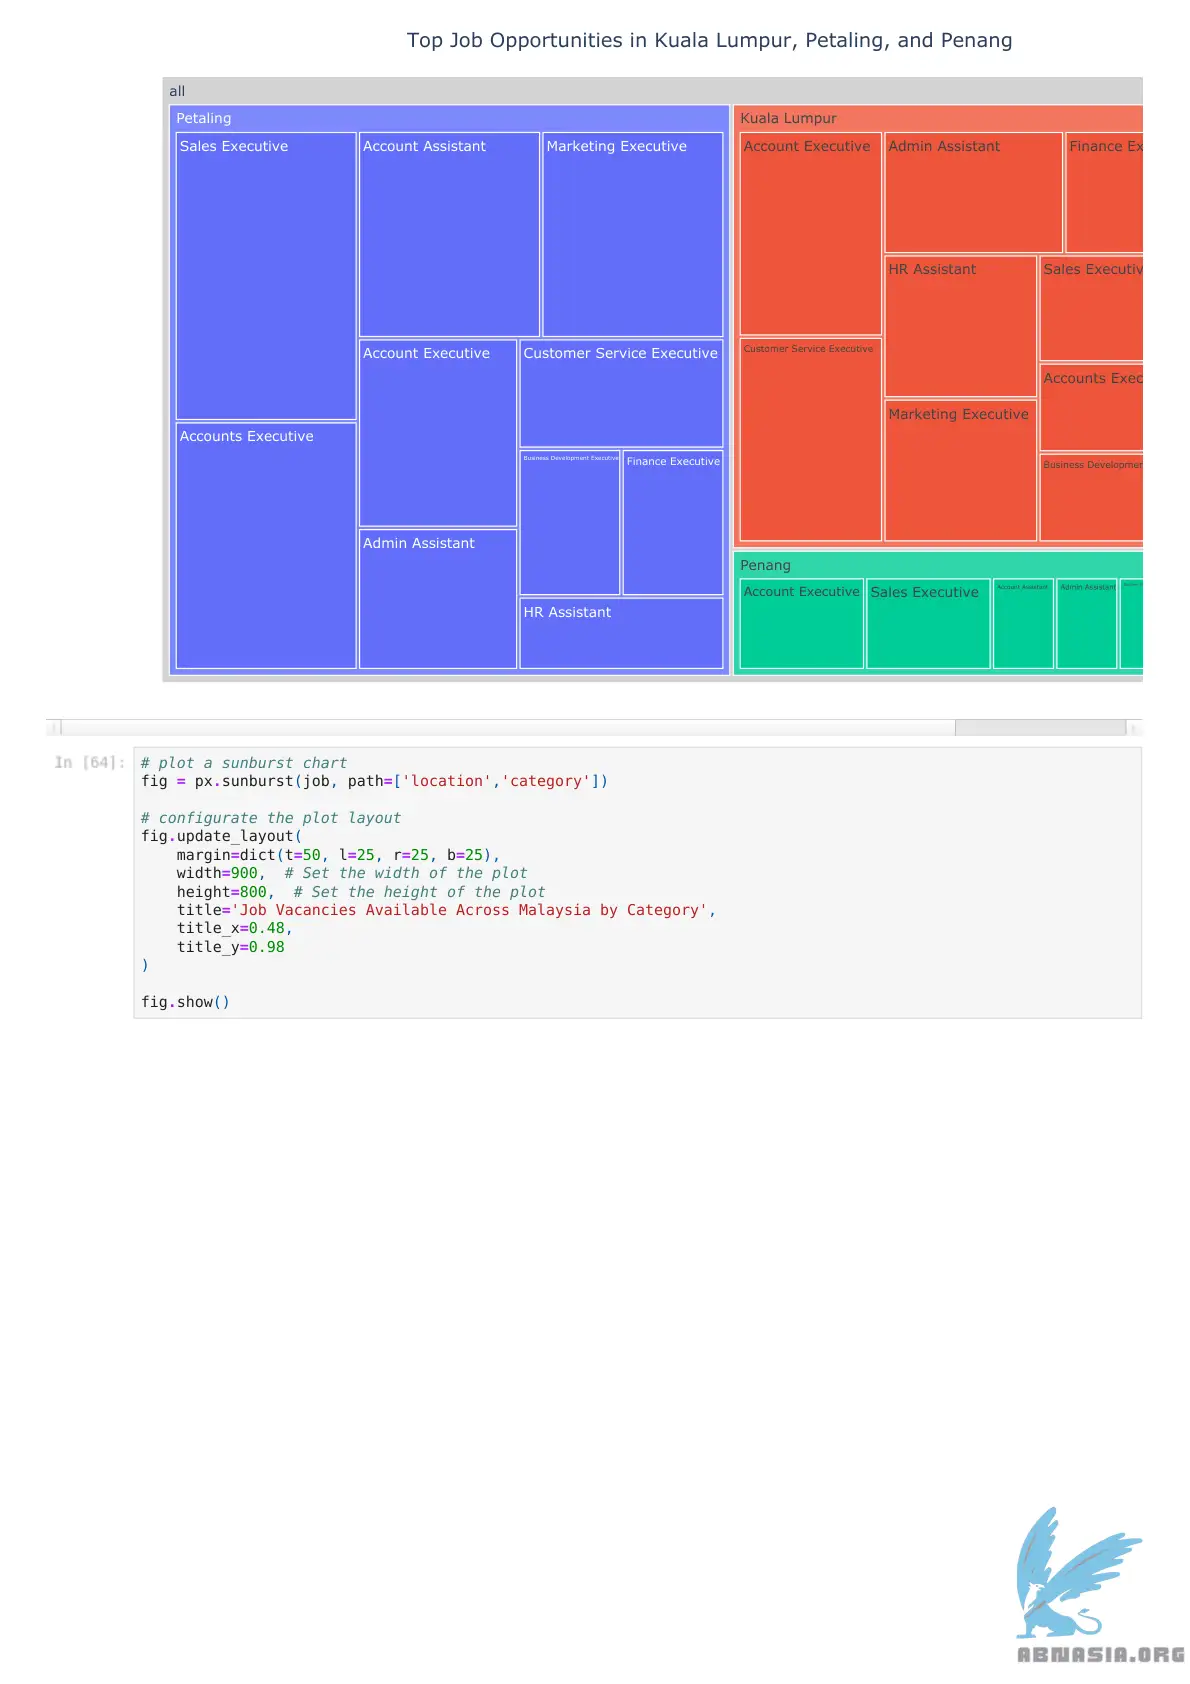 Top Job Opportunities in Kuala Lumpur, Petaling, and Penang
all
Petaling
Sales Executive
Account Assistant
Marketing Executive
Account Executive
Customer Service Executive
Accounts Executive
Business Development Executive
Finance Executive
Admin Assistant
HR Assistant
Kuala Lumpur
Account Executive
Admin Assistant
Finance Ex
HR Assistant
Sales Executiv
Customer Service Executive
Accounts Exec
Marketing Executive
Business Developmen
Penang
Account Executive
Sales Executive
Account Assistant
Admin Assistant
In [64]:
# plot a sunburst chart
fig = px.sunburst(job, path=['location','category'])
# configurate the plot layout
fig.update_layout(
    margin=dict(t=50, l=25, r=25, b=25),
    width=900,  # Set the width of the plot
    height=800,  # Set the height of the plot
    title='Job Vacancies Available Across Malaysia by Category',
    title_x=0.48,
    title_y=0.98
)
fig.show()
ABNASIA.ORG